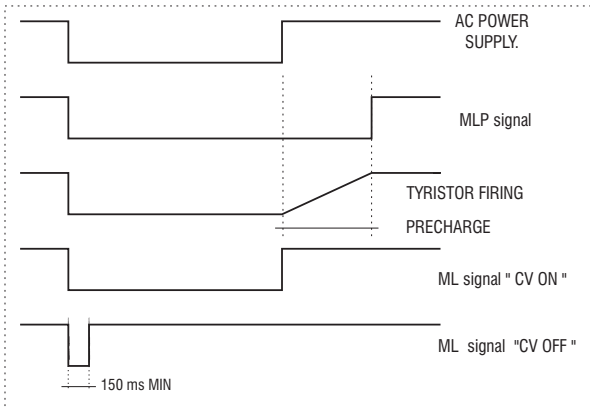 AC POWER
SUPPLY.
MLP signal
TYRISTOR FIRING
PRECHARGE
ML signal " CV ON "
ML signal "CV OFF "
150 ms MIN